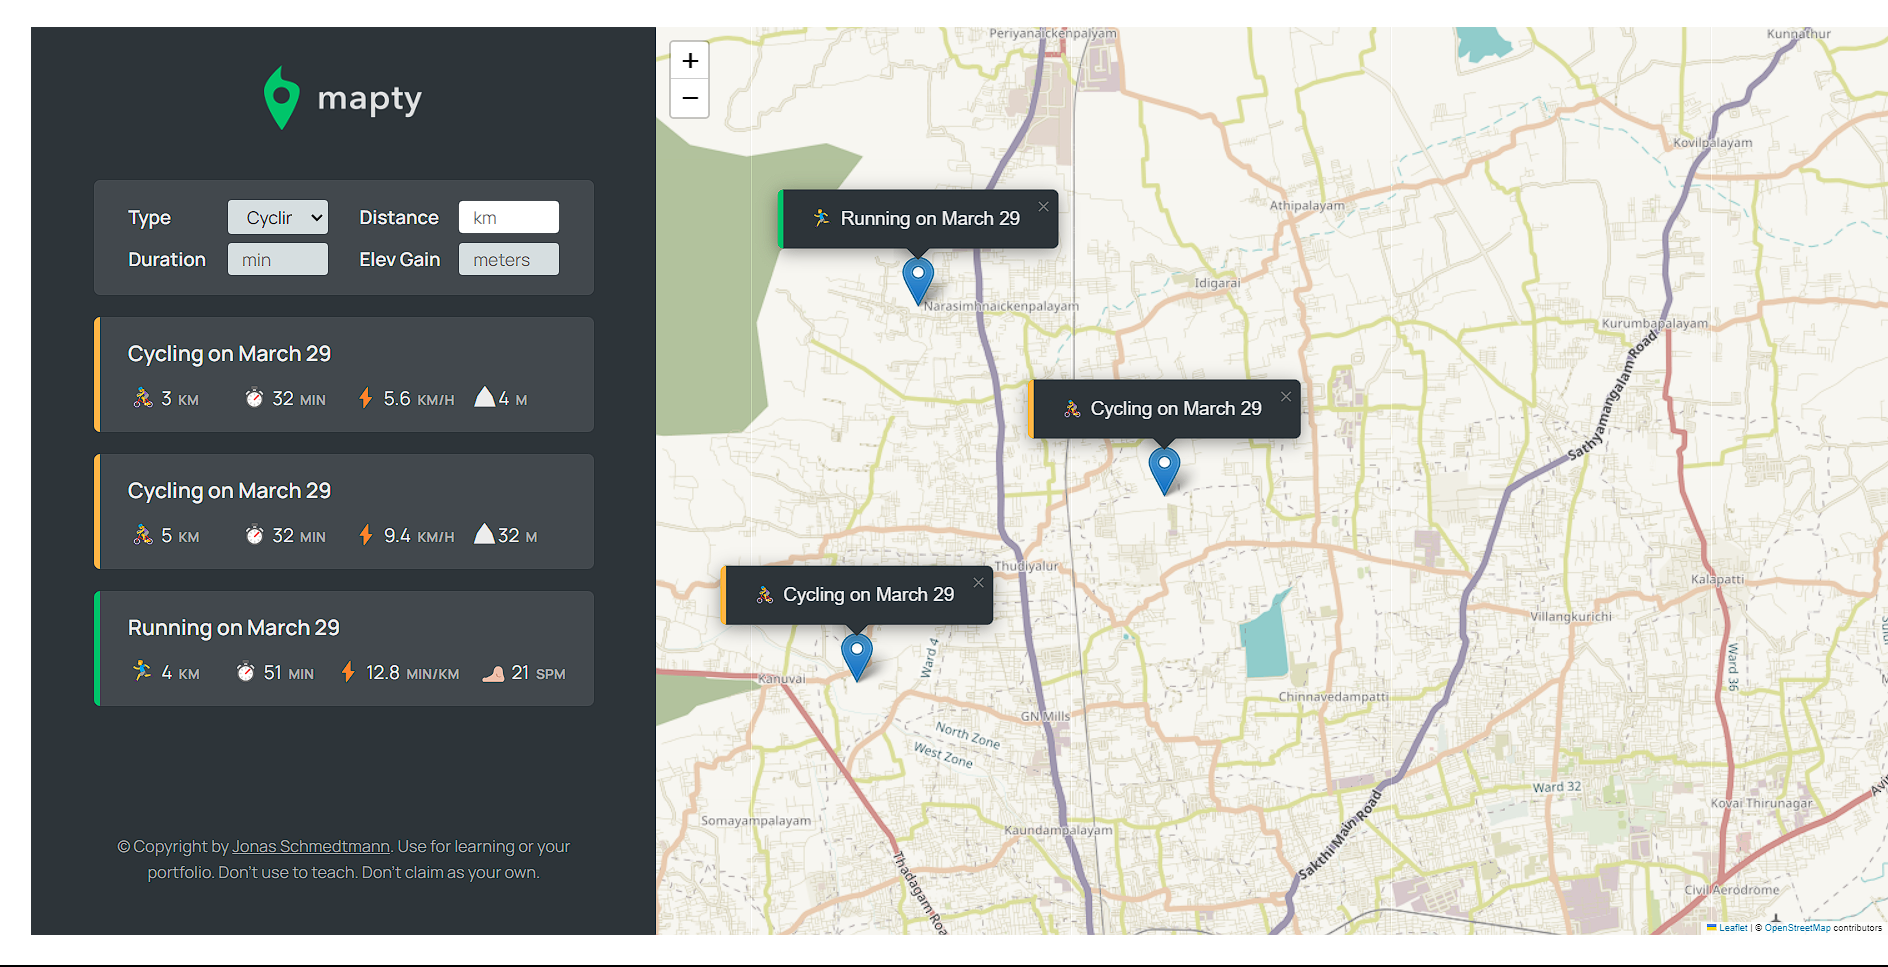 mapty
Type Cyclir Distance km
Duration min Elev Gain meters
Cycling on March 29
3 KM 32 MIN 5.6 KM/H 4 M
Cycling on March 29
5 KM 32 MIN 9.4 KM/H 32 M
Running on March 29
4 KM 51 MIN 12.8 MIN/KM 21 SPM
© Copyright by Jonas Schmedtmann. Use for learning or your
portfolio. Don't use to teach. Don't claim as your own.
+
−
Periyanaickenpalayam
Kunnathur
Kovilpalayam
Running on March 29 ×
Athipalayam
Idigarai
Narasimhnaickenpalayam
Kurumbapalayam
Sathyamangalam Road
Cycling on March 29 ×
Thudiyalur
Kalapatti
Cycling on March 29 ×
Villangkurichi
Ward 4
Ward 36
Kanuvai
Chinnavedampatti
GN Mills
North Zone
West Zone
Ward 32
Kovai Thirunagar
Somayampalayam
Kaundampalayam
Sakthi Main Road
Thadagam Roa
Civil Aerodrome
Leaflet | © OpenStreetMap contributors